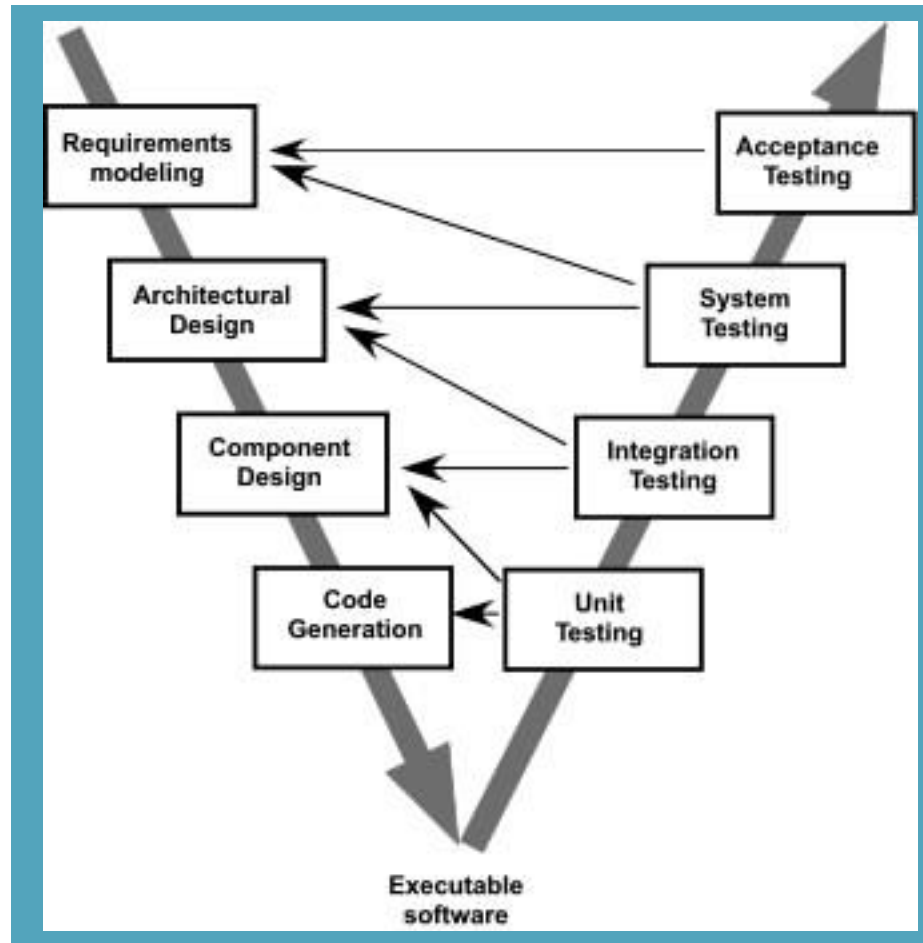 Requirements
modeling
Acceptance
Testing
Architectural
Design
System
Testing
Component
Design
Integration
Testing
Code
Generation
Unit
Testing
Executable
software